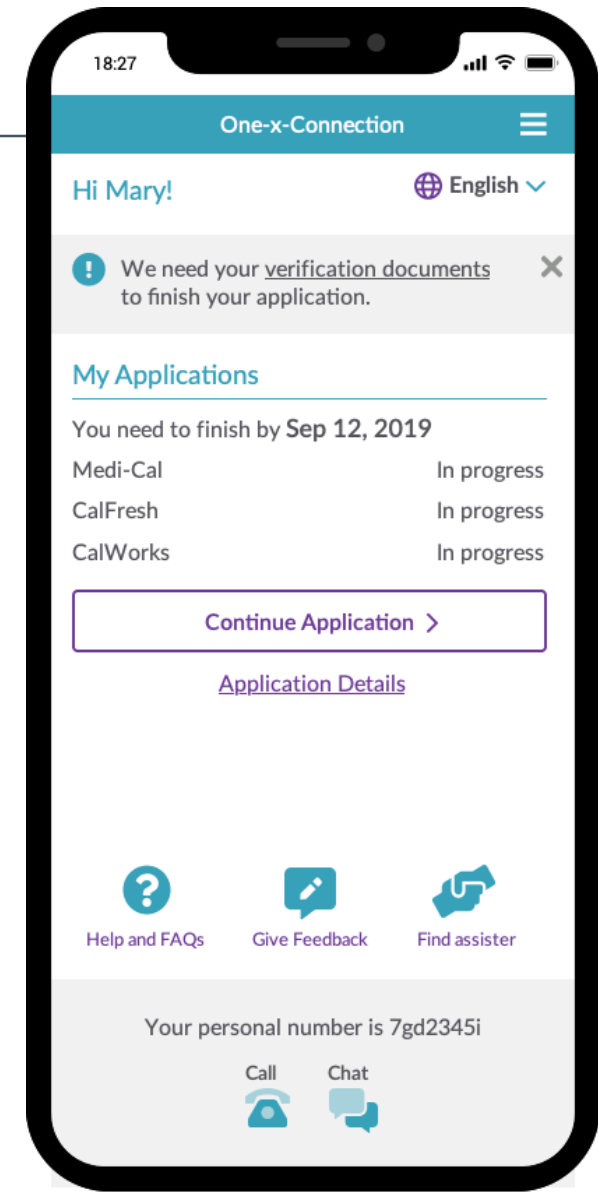 18:27
One-x-Connection
Hi Mary!
English
We need your verification documents
to finish your application.
My Applications
You need to finish by Sep 12, 2019
Medi-Cal In progress
CalFresh In progress
CalWorks In progress
Continue Application >
Application Details
Help and FAQs Give Feedback Find assister
Your personal number is 7gd2345i
Call Chat